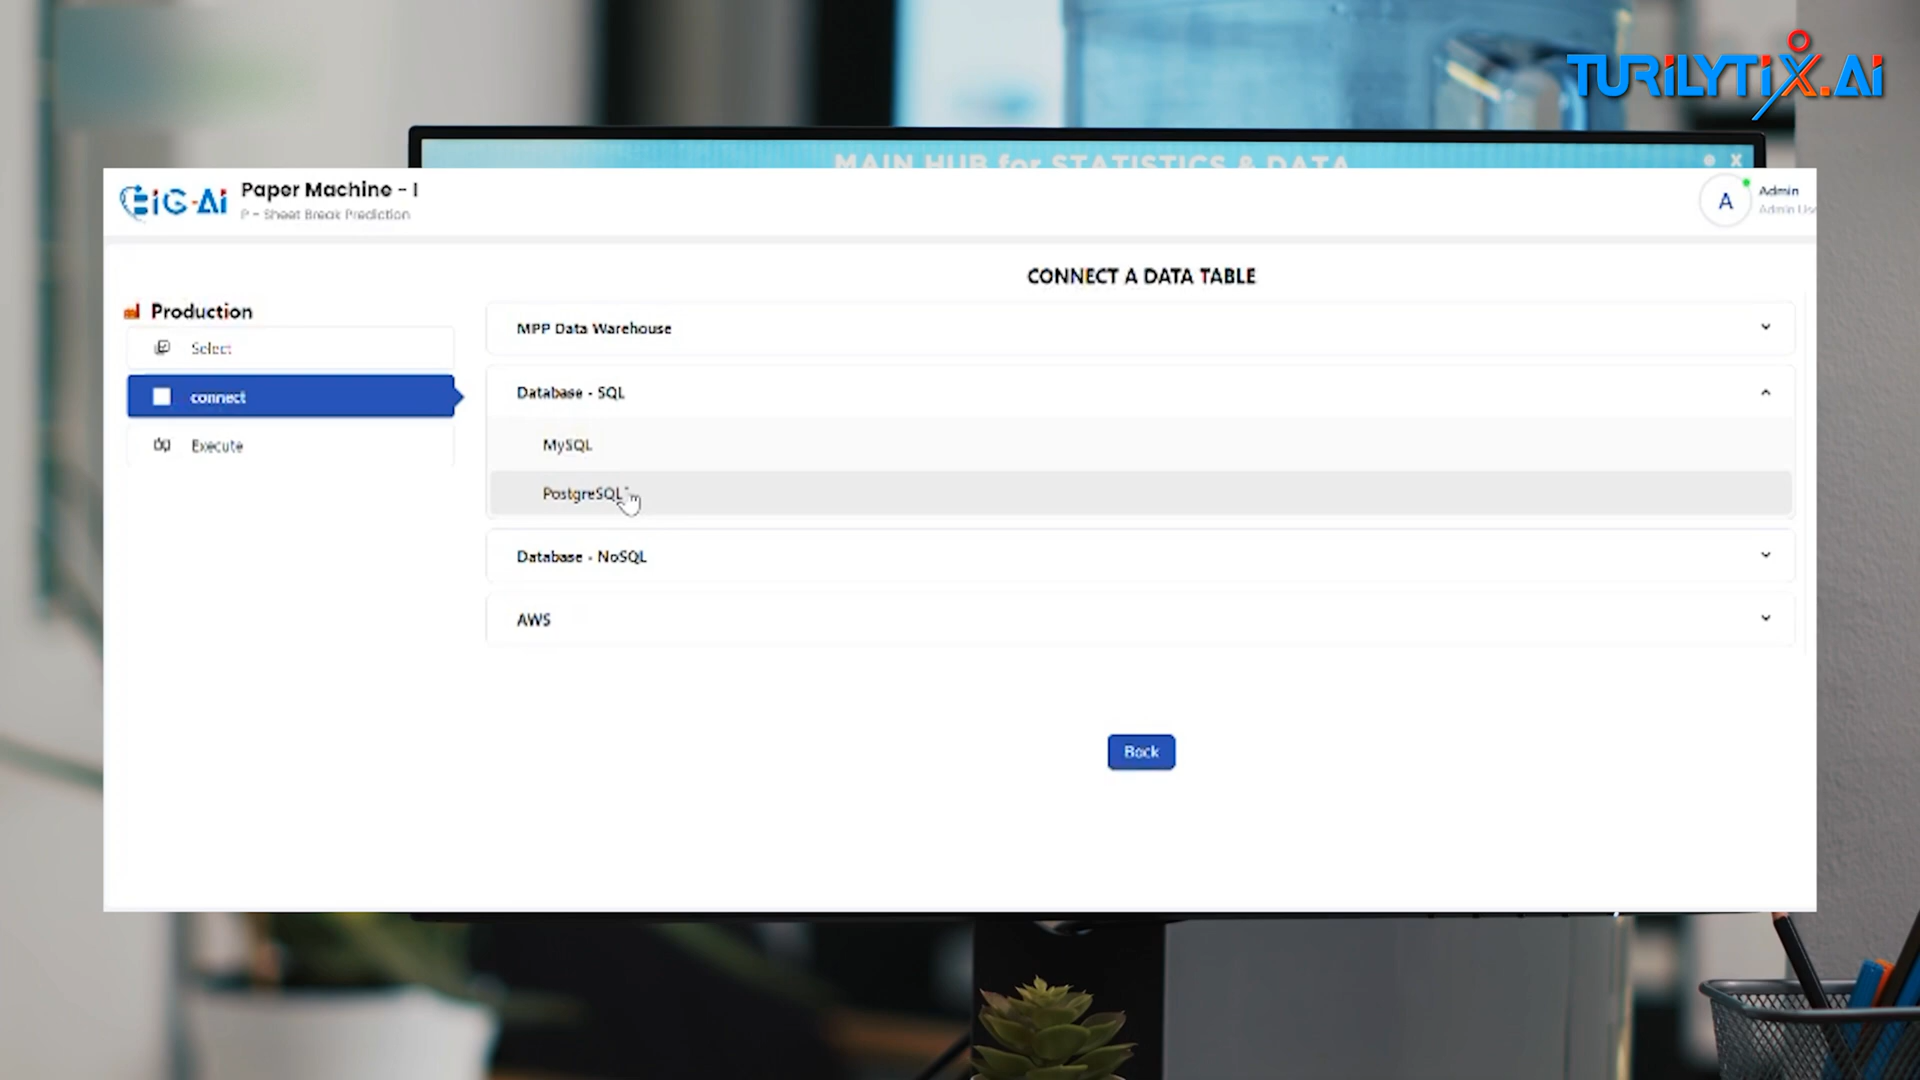 TURILYTiX.Ai
MAIN HUB for STATISTICS & DATA
X
BiG-Ai
Paper Machine - I
P - Sheet Break Prediction
A
Admin
CONNECT A DATA TABLE
Production
Select
connect
Execute
MPP Data Warehouse
Database - SQL
MySQL
PostgreSQL
Database - NoSQL
AWS
Back